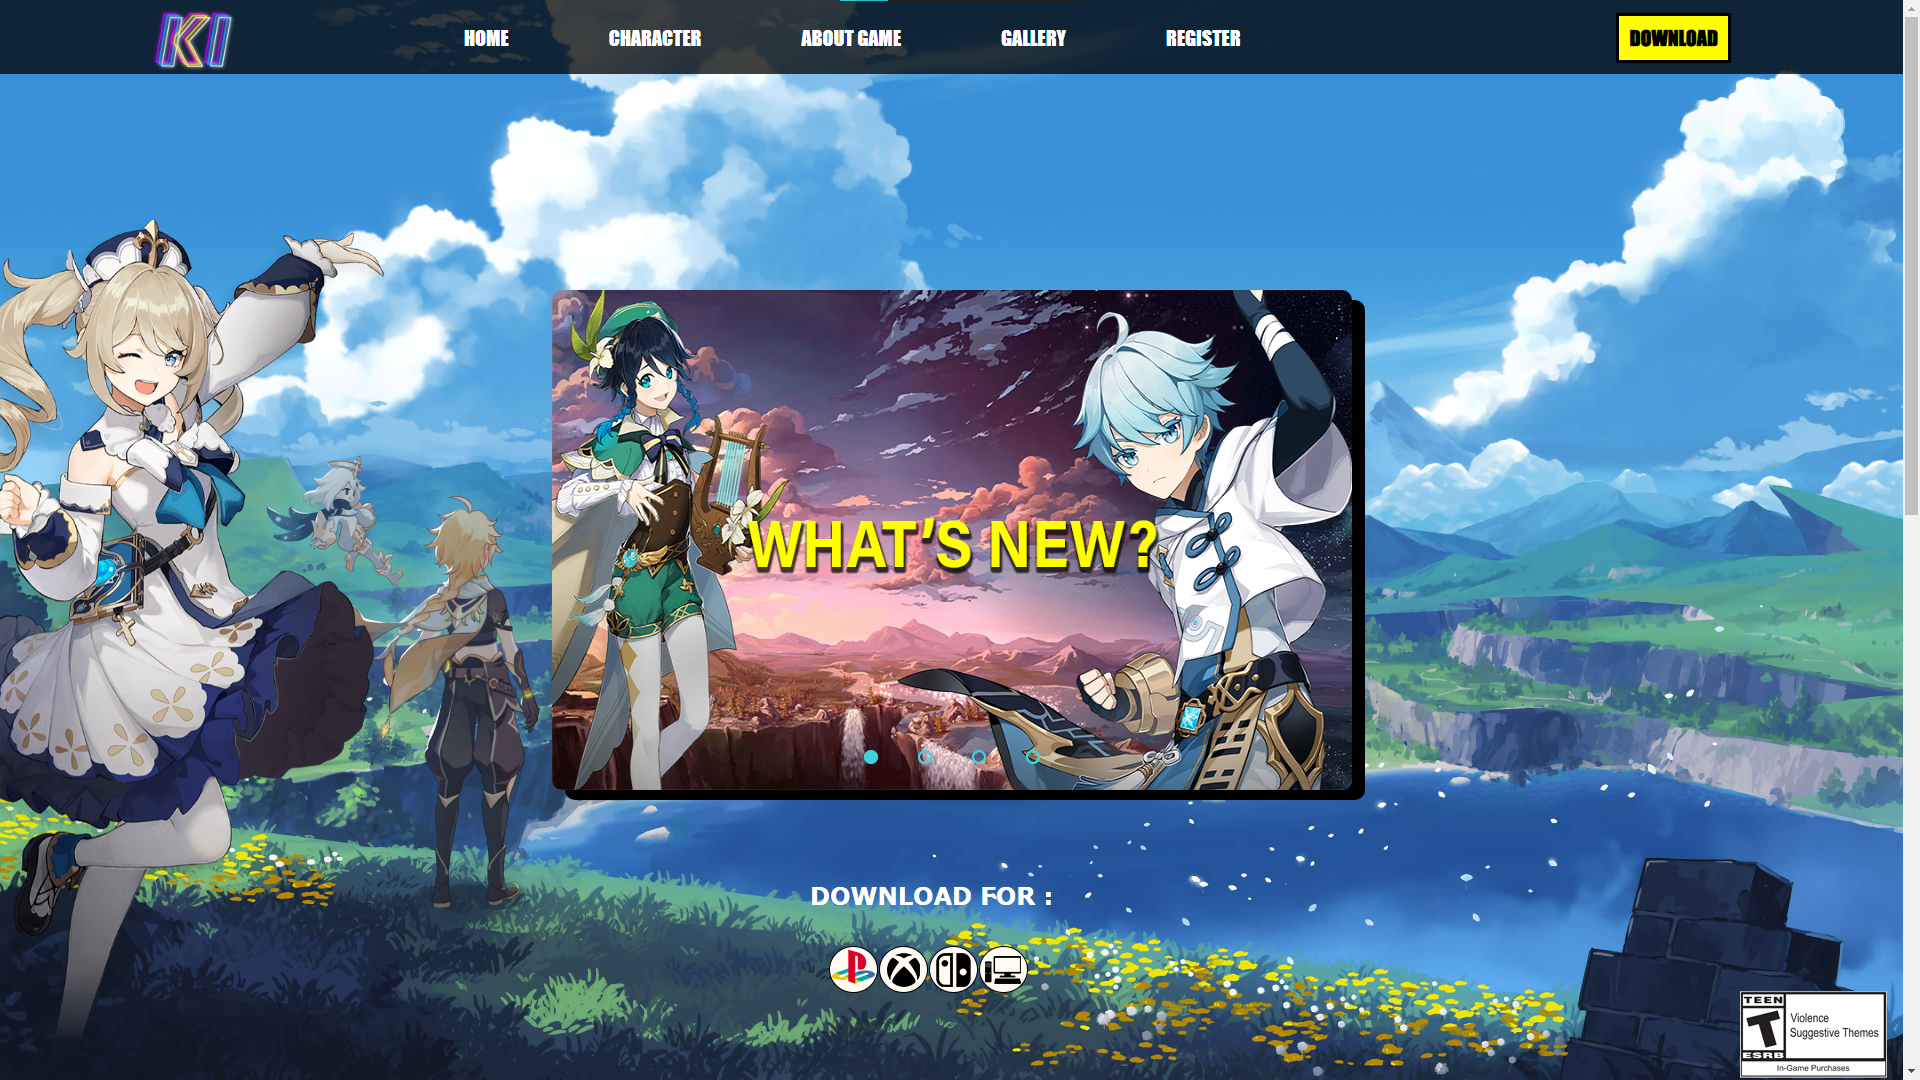 KI
HOME
CHARACTER
ABOUT GAME
GALLERY
REGISTER
DOWNLOAD
WHAT'S NEW?
DOWNLOAD FOR :
TEEN
T
ESRB
Violence
Suggestive Themes
In-Game Purchases